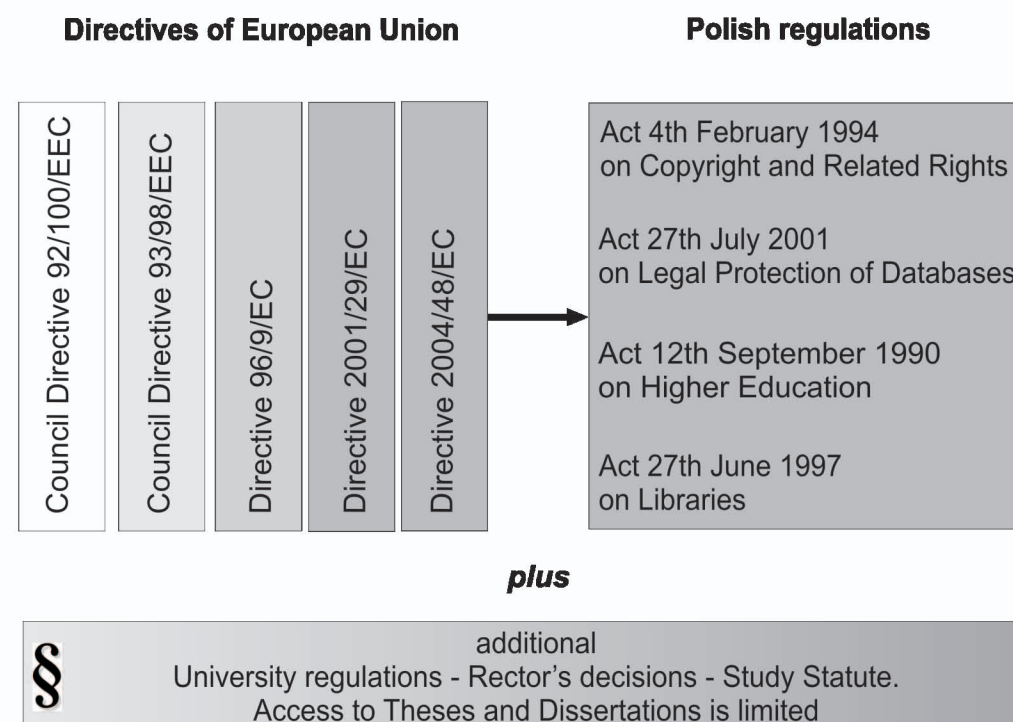 Directives of European Union
Polish regulations
Council Directive 92/100/EEC
Council Directive 93/98/EEC
Directive 96/9/EC
Directive 2001/29/EC
Directive 2004/48/EC
Act 4th February 1994
on Copyright and Related Rights
Act 27th July 2001
on Legal Protection of Databases
Act 12th September 1990
on Higher Education
Act 27th June 1997
on Libraries
plus
§
additional
University regulations - Rector's decisions - Study Statute.
Access to Theses and Dissertations is limited